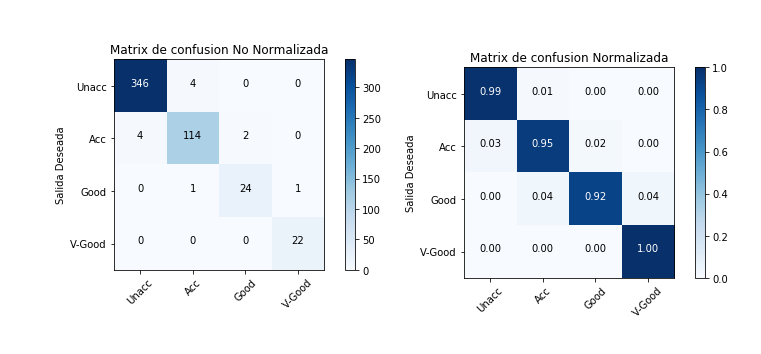 Matrix de confusion No Normalizada
Unacc 346 4 0 0
Acc 4 114 2 0
Good 0 1 24 1
V-Good 0 0 0 22
Unacc Acc Good V-Good
Salida Deseada
300
250
200
150
100
50
0
Matrix de confusion Normalizada
Unacc 0.99 0.01 0.00 0.00
Acc 0.03 0.95 0.02 0.00
Good 0.00 0.04 0.92 0.04
V-Good 0.00 0.00 0.00 1.00
Unacc Acc Good V-Good
Salida Deseada
1.0
0.8
0.6
0.4
0.2
0.0